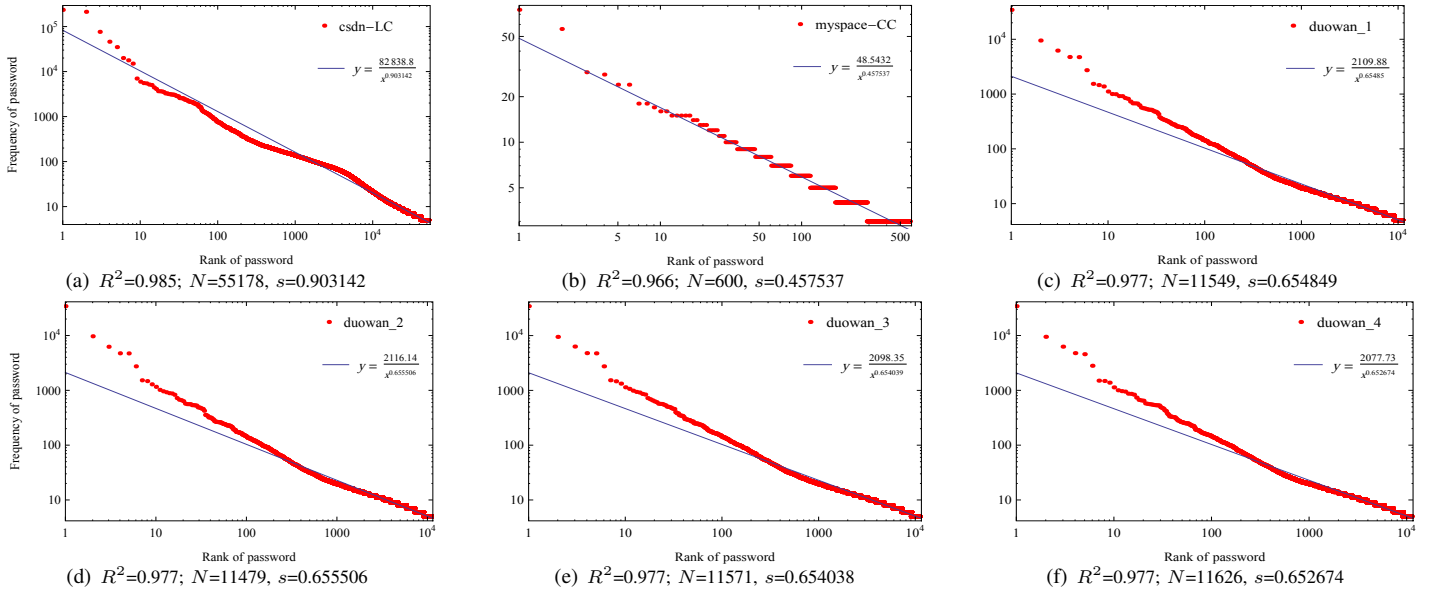 csdn-LC
y = 82 838.8 / x^0.903142
Frequency of password
10^5
10^4
1000
100
10
1
10
100
1000
10^4
Rank of password
(a) R^2=0.985; N=55178, s=0.903142
myspace-CC
y = 48.5432 / x^0.457537
50
20
10
5
1
5
10
50
100
500
Rank of password
(b) R^2=0.966; N=600, s=0.457537
duowan_1
y = 2109.88 / x^0.65485
10^4
1000
100
10
1
10
100
1000
10^4
Rank of password
(c) R^2=0.977; N=11549, s=0.654849
duowan_2
y = 2116.14 / x^0.655506
Frequency of password
10^4
1000
100
10
1
10
100
1000
10^4
Rank of password
(d) R^2=0.977; N=11479, s=0.655506
duowan_3
y = 2098.35 / x^0.654039
10^4
1000
100
10
1
10
100
1000
10^4
Rank of password
(e) R^2=0.977; N=11571, s=0.654038
duowan_4
y = 2077.73 / x^0.652674
10^4
1000
100
10
1
10
100
1000
10^4
Rank of password
(f) R^2=0.977; N=11626, s=0.652674